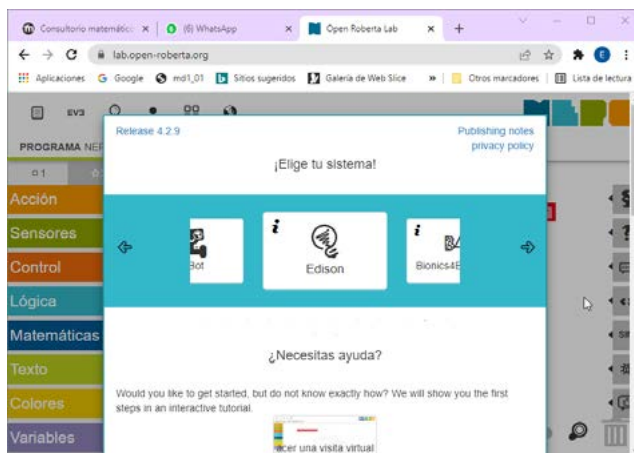 Consultorio matemático
(6) WhatsApp
Open Roberta Lab
lab.open-roberta.org
Aplicaciones
Google
md1_01
Sitios sugeridos
Galería de Web Slice
Otros marcadores
Lista de lectura
EV3
PROGRAMA NEP
Release 4.2.9
Publishing notes
privacy policy
¡Elige tu sistema!
Acción
Sensores
Control
Lógica
Matemáticas
Texto
Colores
Variables
Bot
Edison
Bionics4E
¿Necesitas ayuda?
Would you like to get started, but do not know exactly how? We will show you the first
steps in an interactive tutorial.
acer una visita virtual